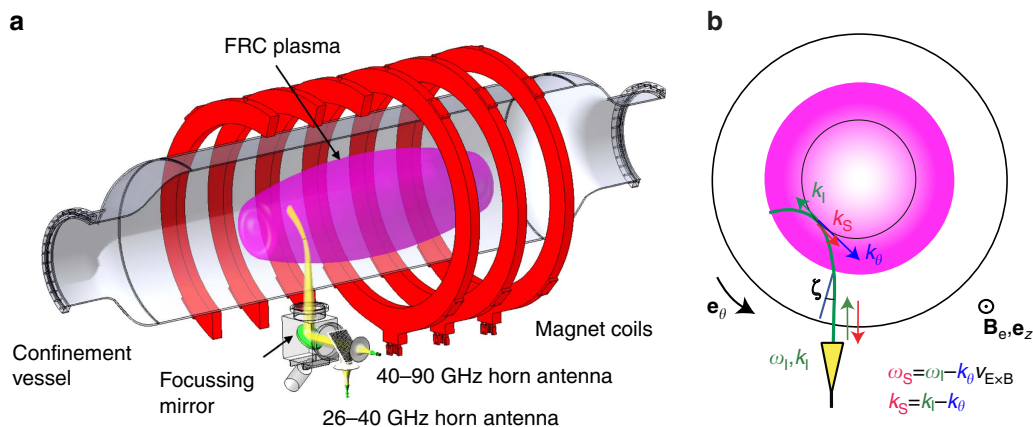 a
FRC plasma
Confinement
vessel
Focussing
mirror
Magnet coils
40–90 GHz horn antenna
26–40 GHz horn antenna
b
k_I
k_S
k_θ
ζ
e_θ
B_e,e_z
ω_I,k_I
ω_S=ω_I–k_θv_E×B
k_S=k_I–k_θ